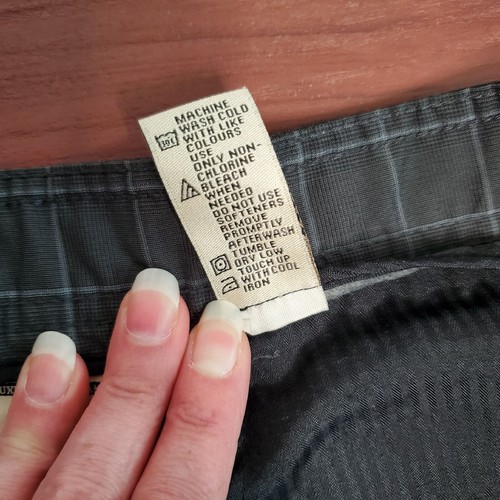 MACHINE
WASH COLD
WITH LIKE
COLOURS
USE
ONLY NON-
CHLORINE
BLEACH
WHEN
NEEDED
DO NOT USE
SOFTENERS
REMOVE
PROMPTLY
AFTERWASH
TUMBLE
DRY LOW
TOUCH UP
WITH COOL
IRON